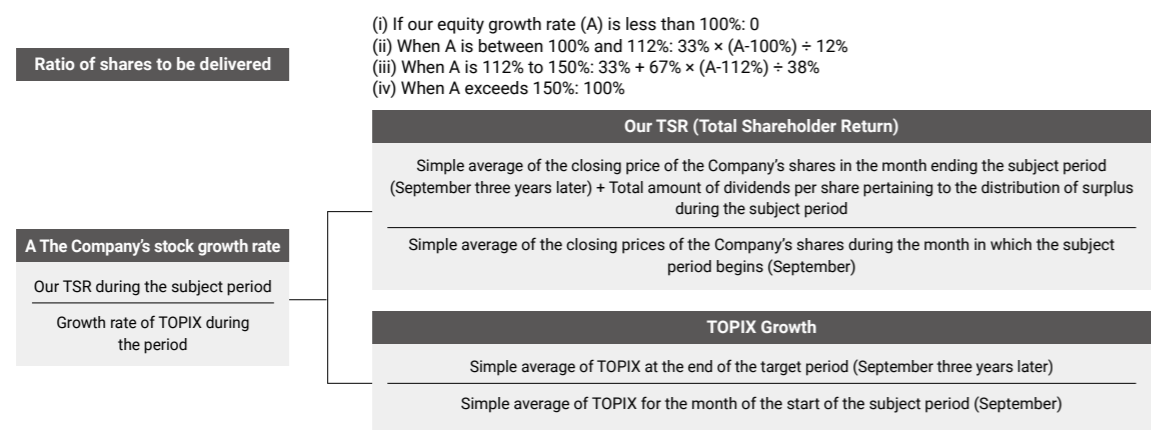 Ratio of shares to be delivered
(i) If our equity growth rate (A) is less than 100%: 0
(ii) When A is between 100% and 112%: 33% × (A-100%) ÷ 12%
(iii) When A is 112% to 150%: 33% + 67% × (A-112%) ÷ 38%
(iv) When A exceeds 150%: 100%
A The Company's stock growth rate
Our TSR during the subject period
Growth rate of TOPIX during
the period
Our TSR (Total Shareholder Return)
Simple average of the closing price of the Company's shares in the month ending the subject period
(September three years later) + Total amount of dividends per share pertaining to the distribution of surplus
during the subject period
Simple average of the closing prices of the Company's shares during the month in which the subject
period begins (September)
TOPIX Growth
Simple average of TOPIX at the end of the target period (September three years later)
Simple average of TOPIX for the month of the start of the subject period (September)